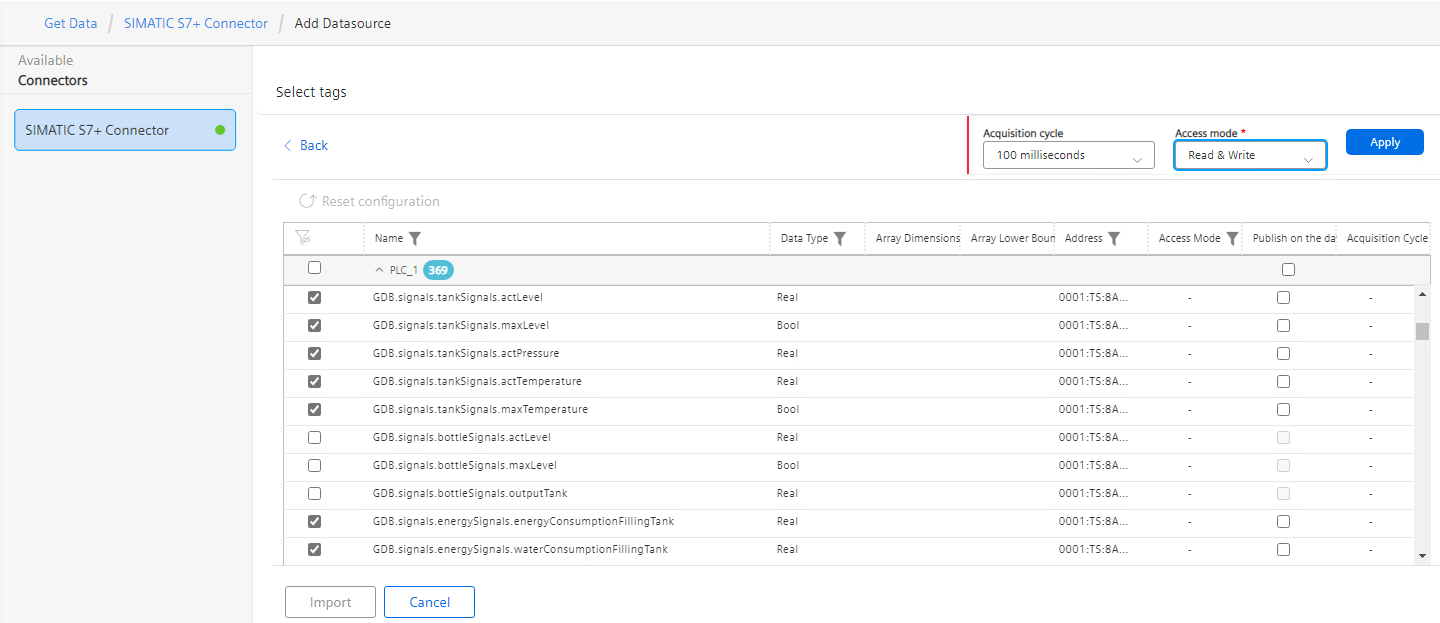 Get Data / SIMATIC S7+ Connector / Add Datasource
Available
Connectors
SIMATIC S7+ Connector
Select tags
Back
Acquisition cycle
100 milliseconds
Access mode *
Read & Write
Apply
Reset configuration
Name Data Type Array Dimensions Array Lower Boun Address Access Mode Publish on the da Acquisition Cycle
PLC_1 369
GDB.signals.tankSignals.actLevel Real 0001:TS:8A... -  -
GDB.signals.tankSignals.maxLevel Bool 0001:TS:8A... - -
GDB.signals.tankSignals.actPressure Real 0001:TS:8A... - -
GDB.signals.tankSignals.actTemperature Real 0001:TS:8A... - -
GDB.signals.tankSignals.maxTemperature Bool 0001:TS:8A... - -
GDB.signals.bottleSignals.actLevel Real 0001:TS:8A... - -
GDB.signals.bottleSignals.maxLevel Bool 0001:TS:8A... - -
GDB.signals.bottleSignals.outputTank Real 0001:TS:8A... - -
GDB.signals.energySignals.energyConsumptionFillingTank Real 0001:TS:8A... - -
GDB.signals.energySignals.waterConsumptionFillingTank Real 0001:TS:8A... - -
Import Cancel